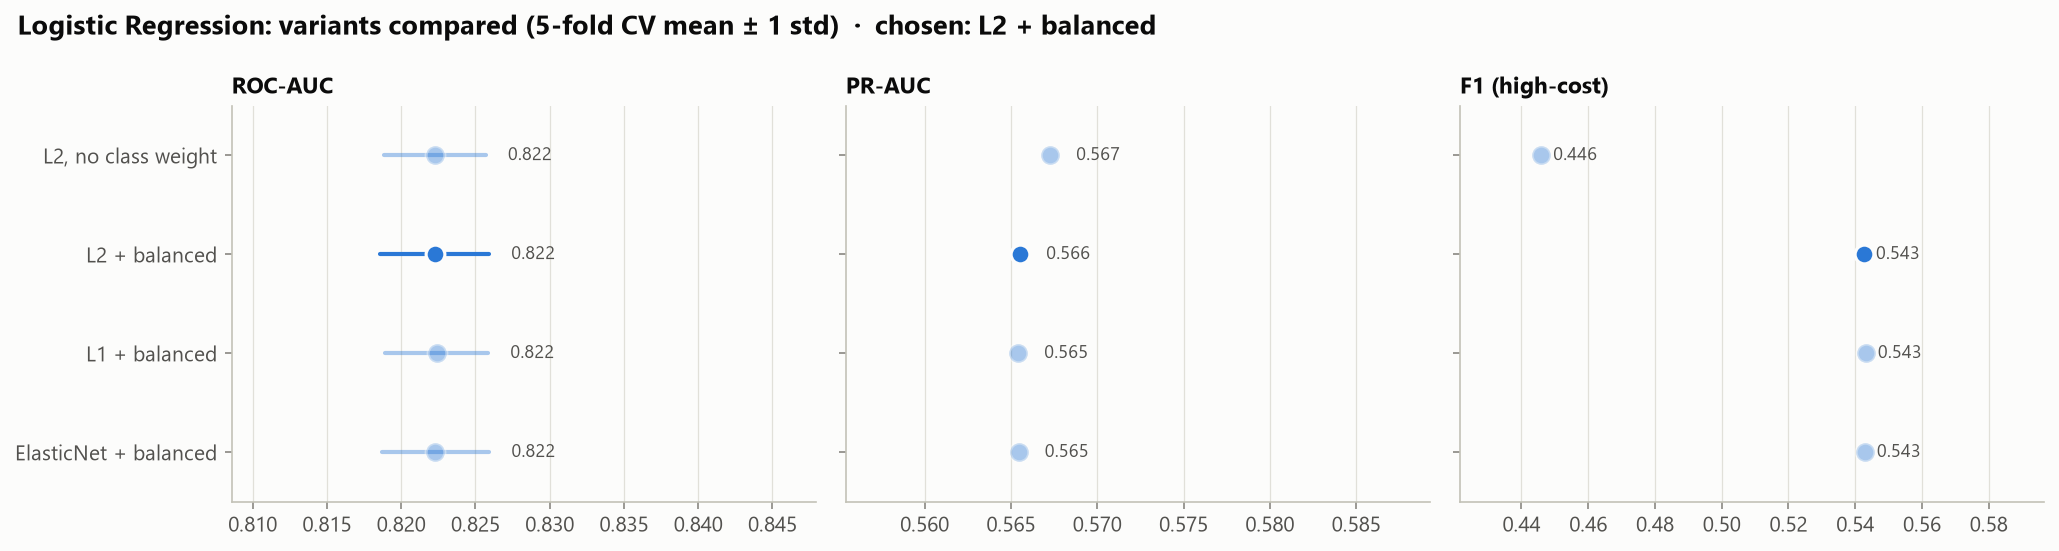 Logistic Regression: variants compared (5-fold CV mean ± 1 std)  ·  chosen: L2 + balanced
ROC-AUC
PR-AUC
F1 (high-cost)
L2, no class weight
0.822
0.567
0.446
L2 + balanced
0.822
0.566
0.543
L1 + balanced
0.822
0.565
0.543
ElasticNet + balanced
0.822
0.565
0.543
0.810 0.815 0.820 0.825 0.830 0.835 0.840 0.845
0.560 0.565 0.570 0.575 0.580 0.585
0.44 0.46 0.48 0.50 0.52 0.54 0.56 0.58